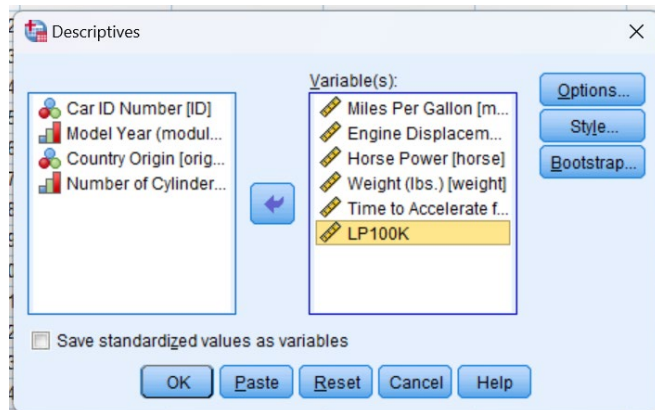 Descriptives
Variable(s):
Car ID Number [ID]
Model Year (modul...
Country Origin [orig...
Number of Cylinder...
Miles Per Gallon [m...
Engine Displacem...
Horse Power [horse]
Weight (lbs.) [weight]
Time to Accelerate f...
LP100K
Options...
Style...
Bootstrap...
Save standardized values as variables
OK Paste Reset Cancel Help